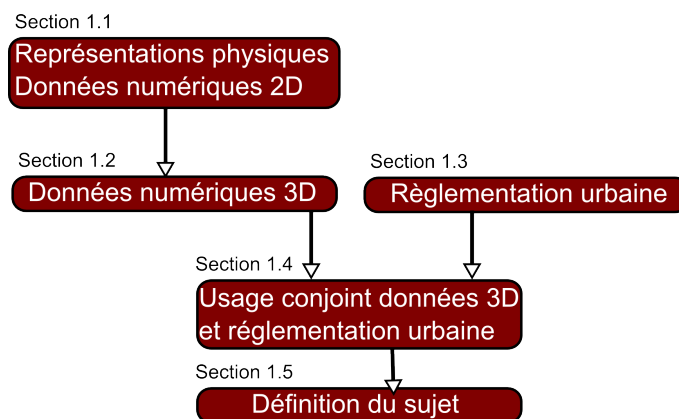 Section 1.1
Représentations physiques
Données numériques 2D
Section 1.2
Données numériques 3D
Section 1.3
Règlementation urbaine
Section 1.4
Usage conjoint données 3D
et réglementation urbaine
Section 1.5
Définition du sujet